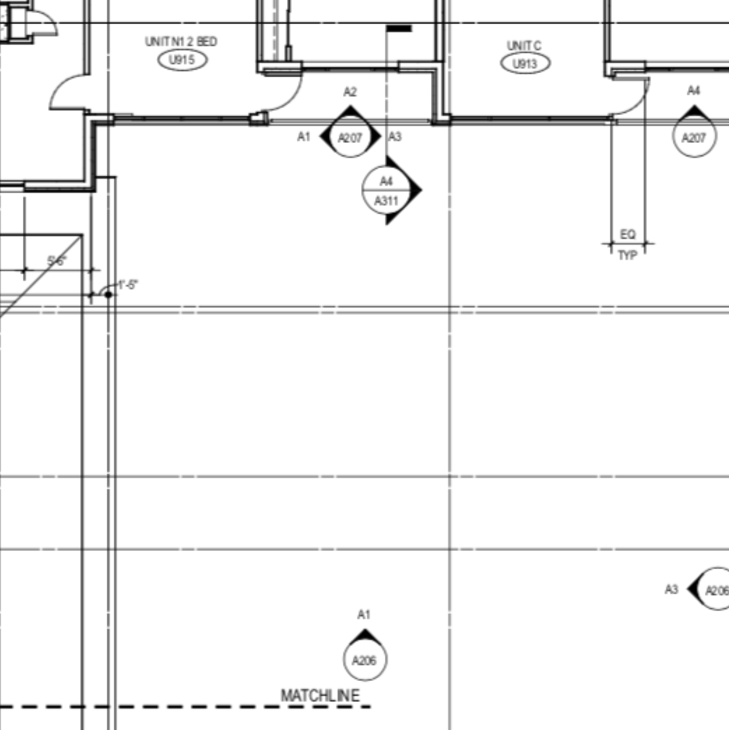 UNIT N1 2 BED
U915
UNIT C
U913
A2
A4
A1
A207
A3
A207
A4
A311
EQ
TYP
5'-6"
1'-5"
A3
A206
A1
A206
MATCHLINE